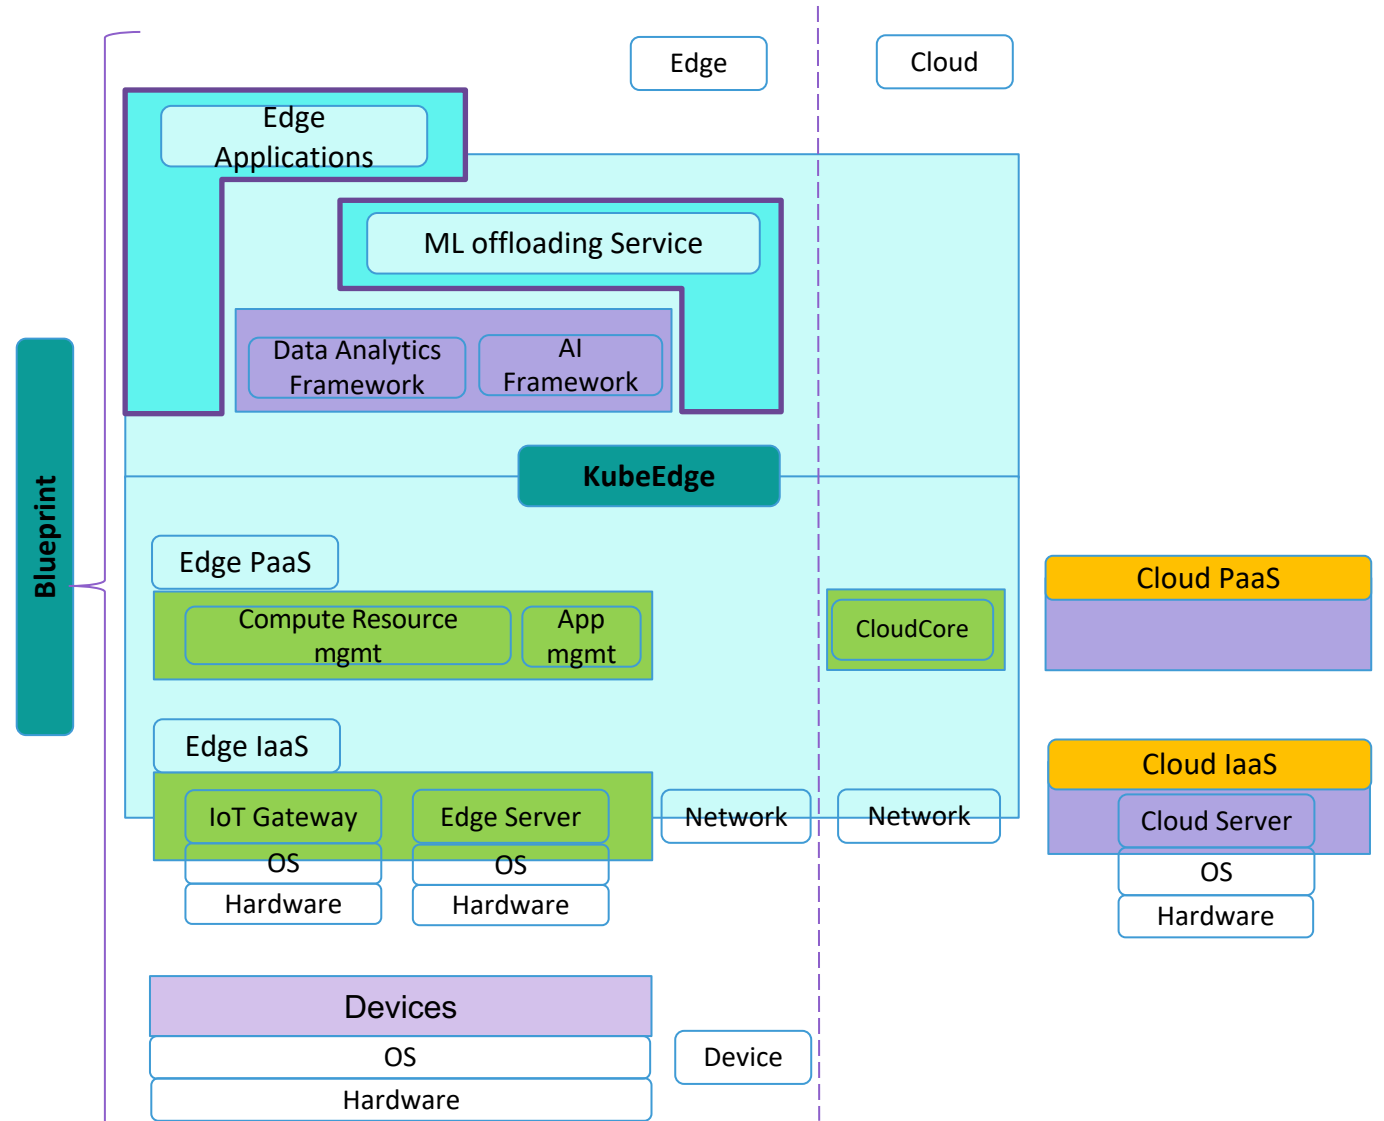 Edge
Cloud
Edge
Applications
ML offloading Service
Data Analytics
Framework
AI
Framework
KubeEdge
Blueprint
Edge PaaS
Compute Resource
mgmt
App
mgmt
CloudCore
Cloud PaaS
Edge IaaS
IoT Gateway
OS
Hardware
Edge Server
OS
Hardware
Network
Network
Cloud IaaS
Cloud Server
OS
Hardware
Devices
OS
Hardware
Device